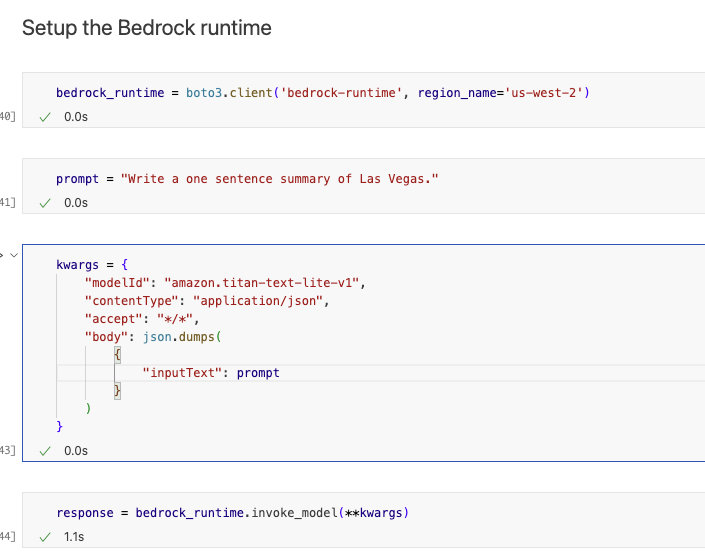 Setup the Bedrock runtime
bedrock_runtime = boto3.client('bedrock-runtime', region_name='us-west-2')
40]
0.0s
prompt = "Write a one sentence summary of Las Vegas."
41]
0.0s
kwargs = {
"modelId": "amazon.titan-text-lite-v1",
"contentType": "application/json",
"accept": "*/*",
"body": json.dumps(
{
"inputText": prompt
}
)
}
43]
0.0s
response = bedrock_runtime.invoke_model(**kwargs)
44]
1.1s